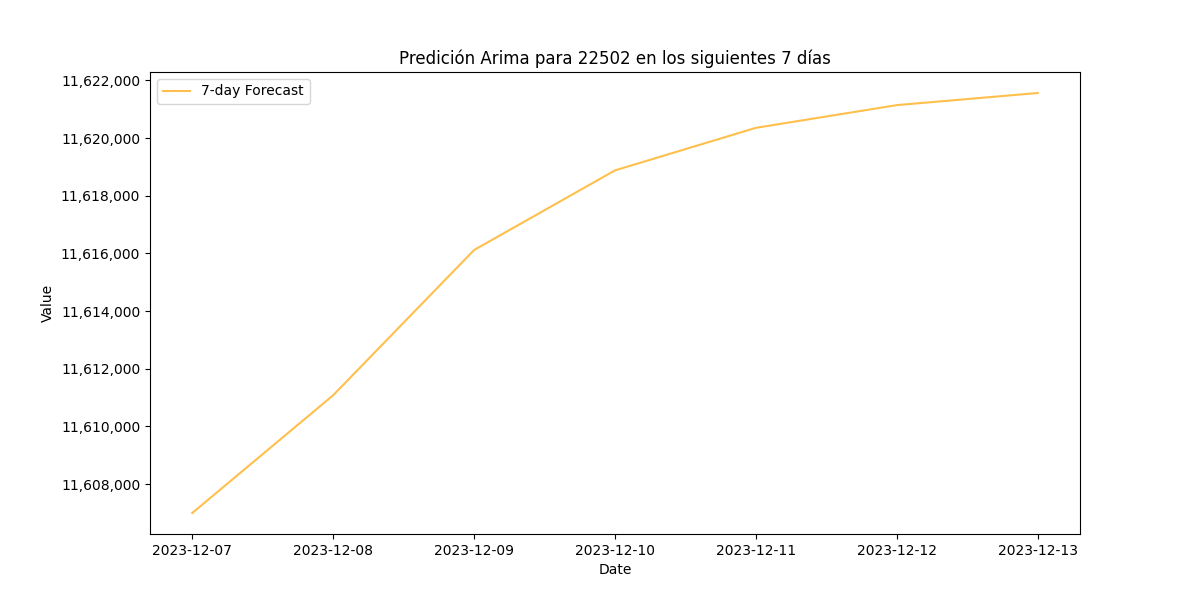 Predición Arima para 22502 en los siguientes 7 días
7-day Forecast
Value
11,622,000
11,620,000
11,618,000
11,616,000
11,614,000
11,612,000
11,610,000
11,608,000
2023-12-07 2023-12-08 2023-12-09 2023-12-10 2023-12-11 2023-12-12 2023-12-13
Date